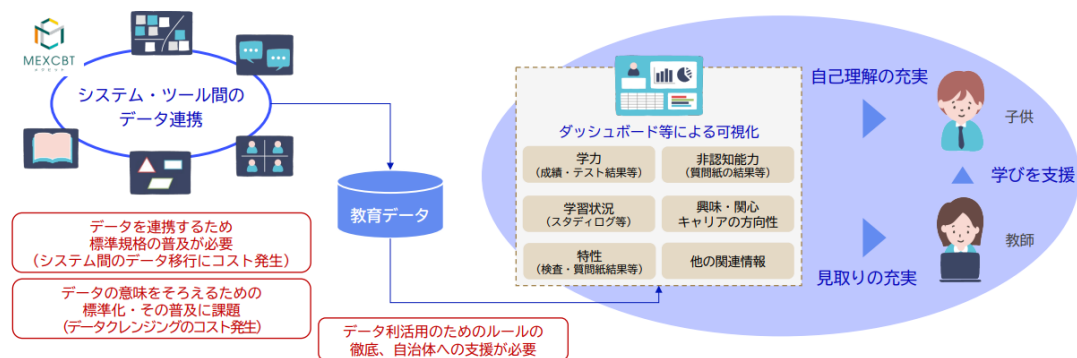 MEXCBT
メクビット
システム・ツール間の
データ連携
データを連携するため
標準規格の普及が必要
（システム間のデータ移行にコスト発生）
データの意味をそろえるための
標準化・その普及に課題
（データクレンジングのコスト発生）
教育データ
データ利活用のためのルールの
徹底、自治体への支援が必要
ダッシュボード等による可視化
学力
（成績・テスト結果等）
非認知能力
（質問紙の結果等）
学習状況
（スタディログ等）
興味・関心
キャリアの方向性
特性
（検査・質問紙結果等）
他の関連情報
自己理解の充実
子供
学びを支援
教師
見取りの充実